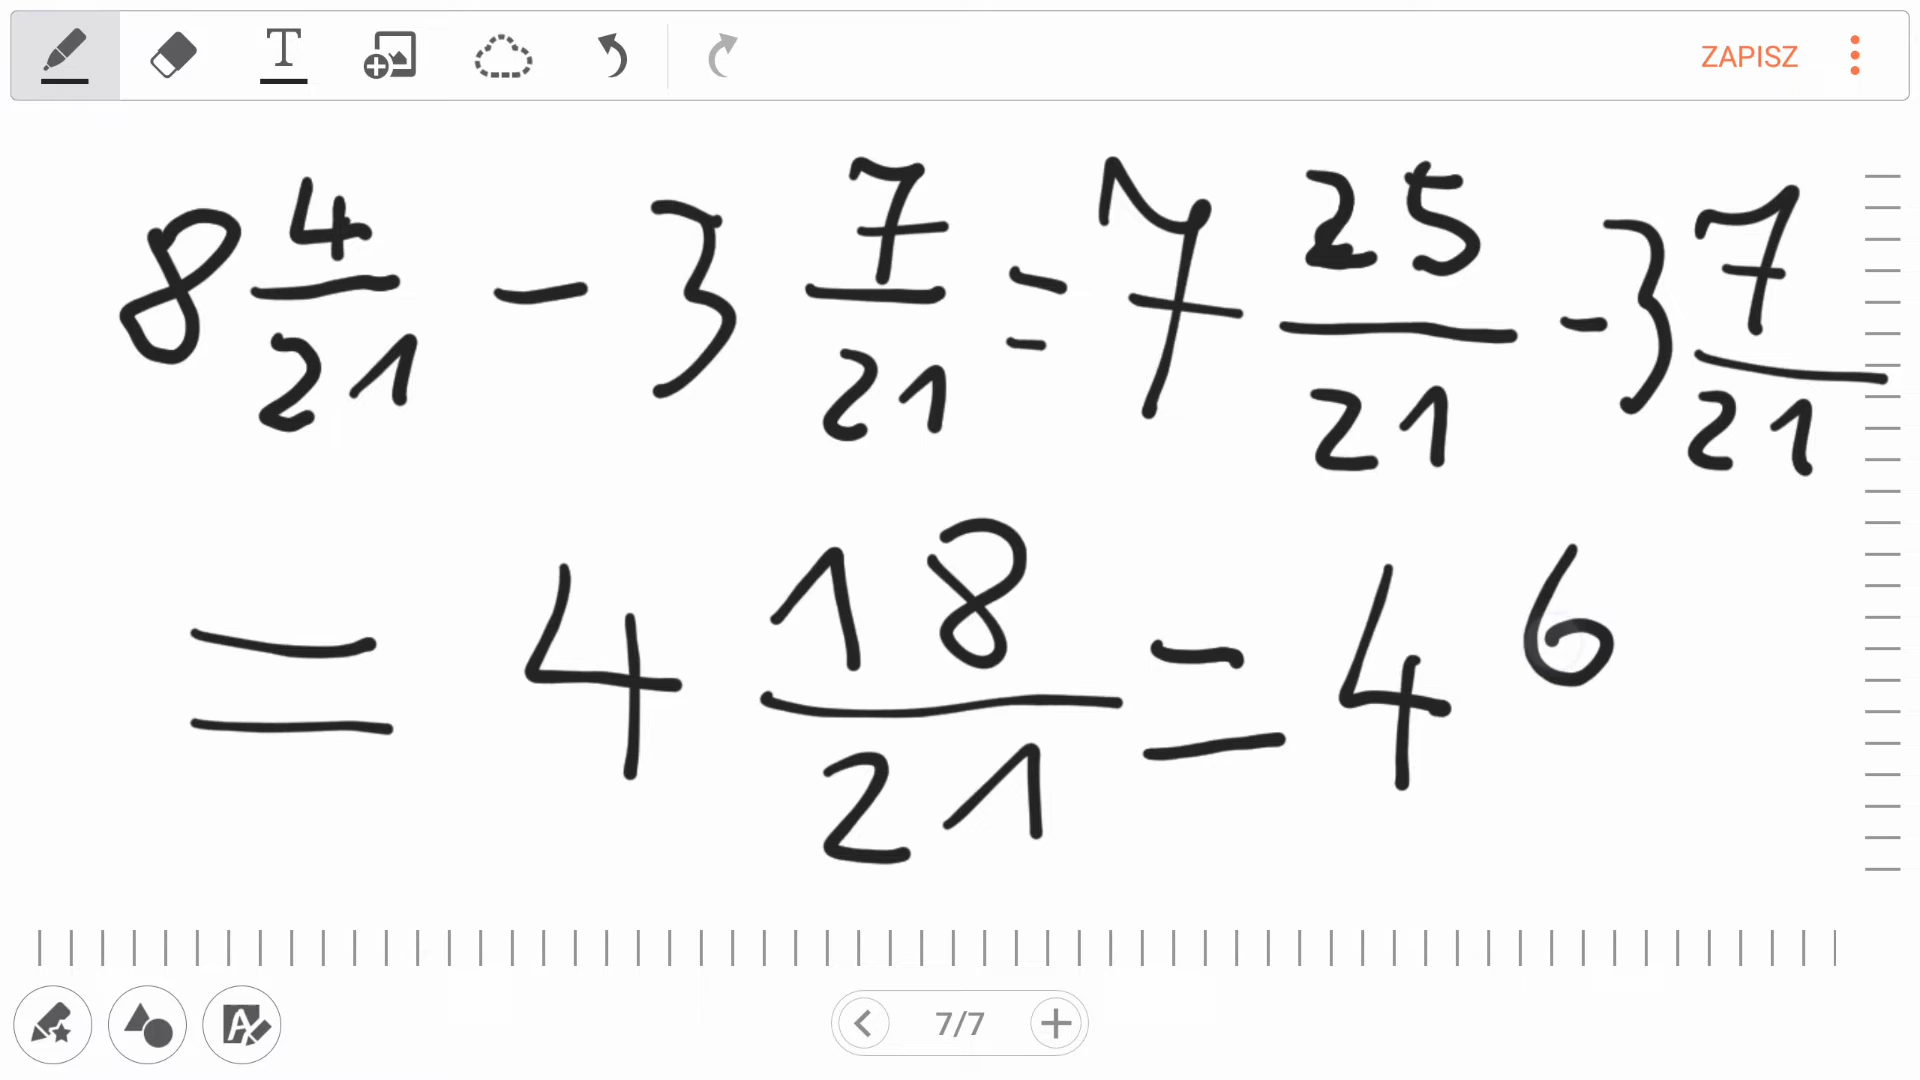 T ZAPISZ
8 4/21 - 3 7/21 = 7 25/21 - 3 7/21
= 4 18/21 = 4 6
A
7/7